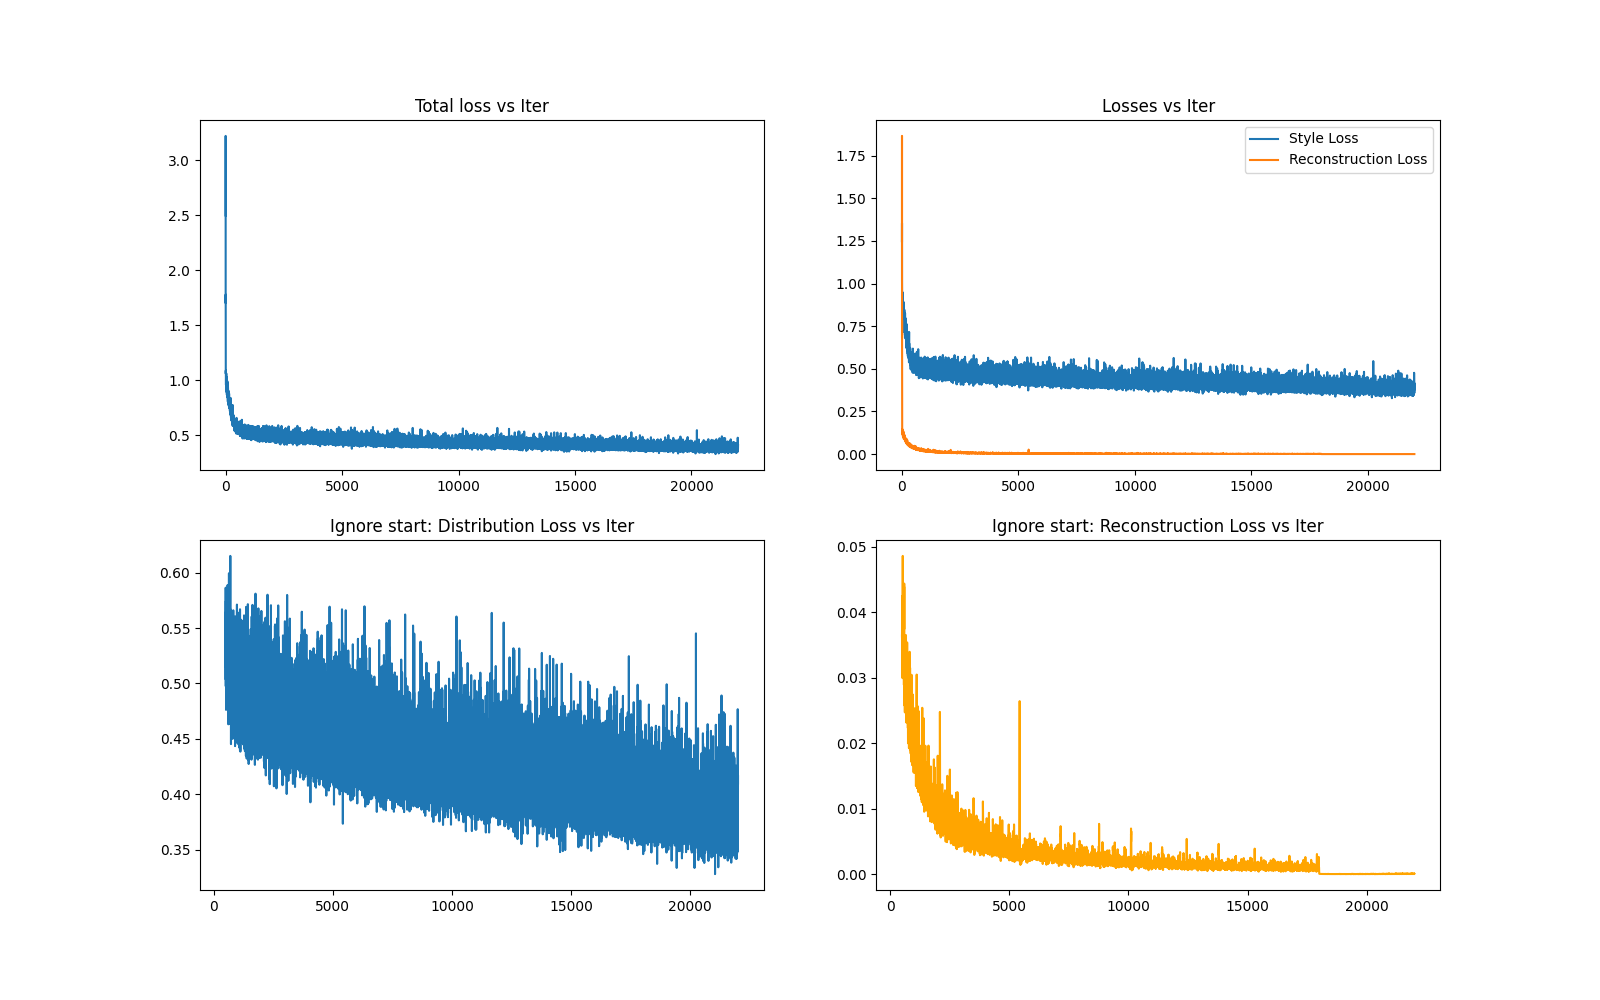 Total loss vs Iter
3.0
2.5
2.0
1.5
1.0
0.5
0 5000 10000 15000 20000
Losses vs Iter
Style Loss
Reconstruction Loss
1.75
1.50
1.25
1.00
0.75
0.50
0.25
0.00
0 5000 10000 15000 20000
Ignore start: Distribution Loss vs Iter
0.60
0.55
0.50
0.45
0.40
0.35
0 5000 10000 15000 20000
Ignore start: Reconstruction Loss vs Iter
0.05
0.04
0.03
0.02
0.01
0.00
0 5000 10000 15000 20000